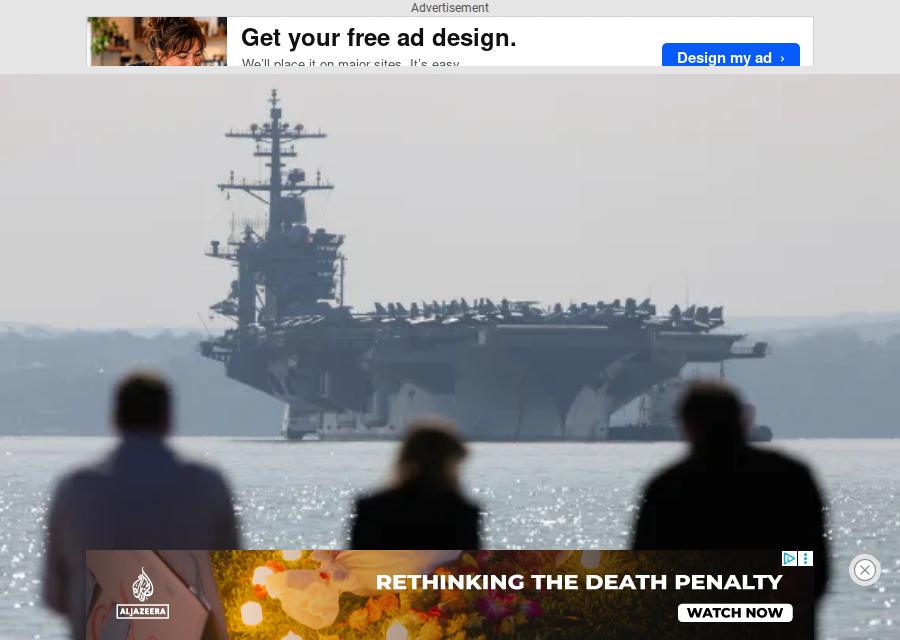 Advertisement
Get your free ad design.
We'll place it on major sites. It's easy.
Design my ad ›
RETHINKING THE DEATH PENALTY
ALJAZEERA
WATCH NOW